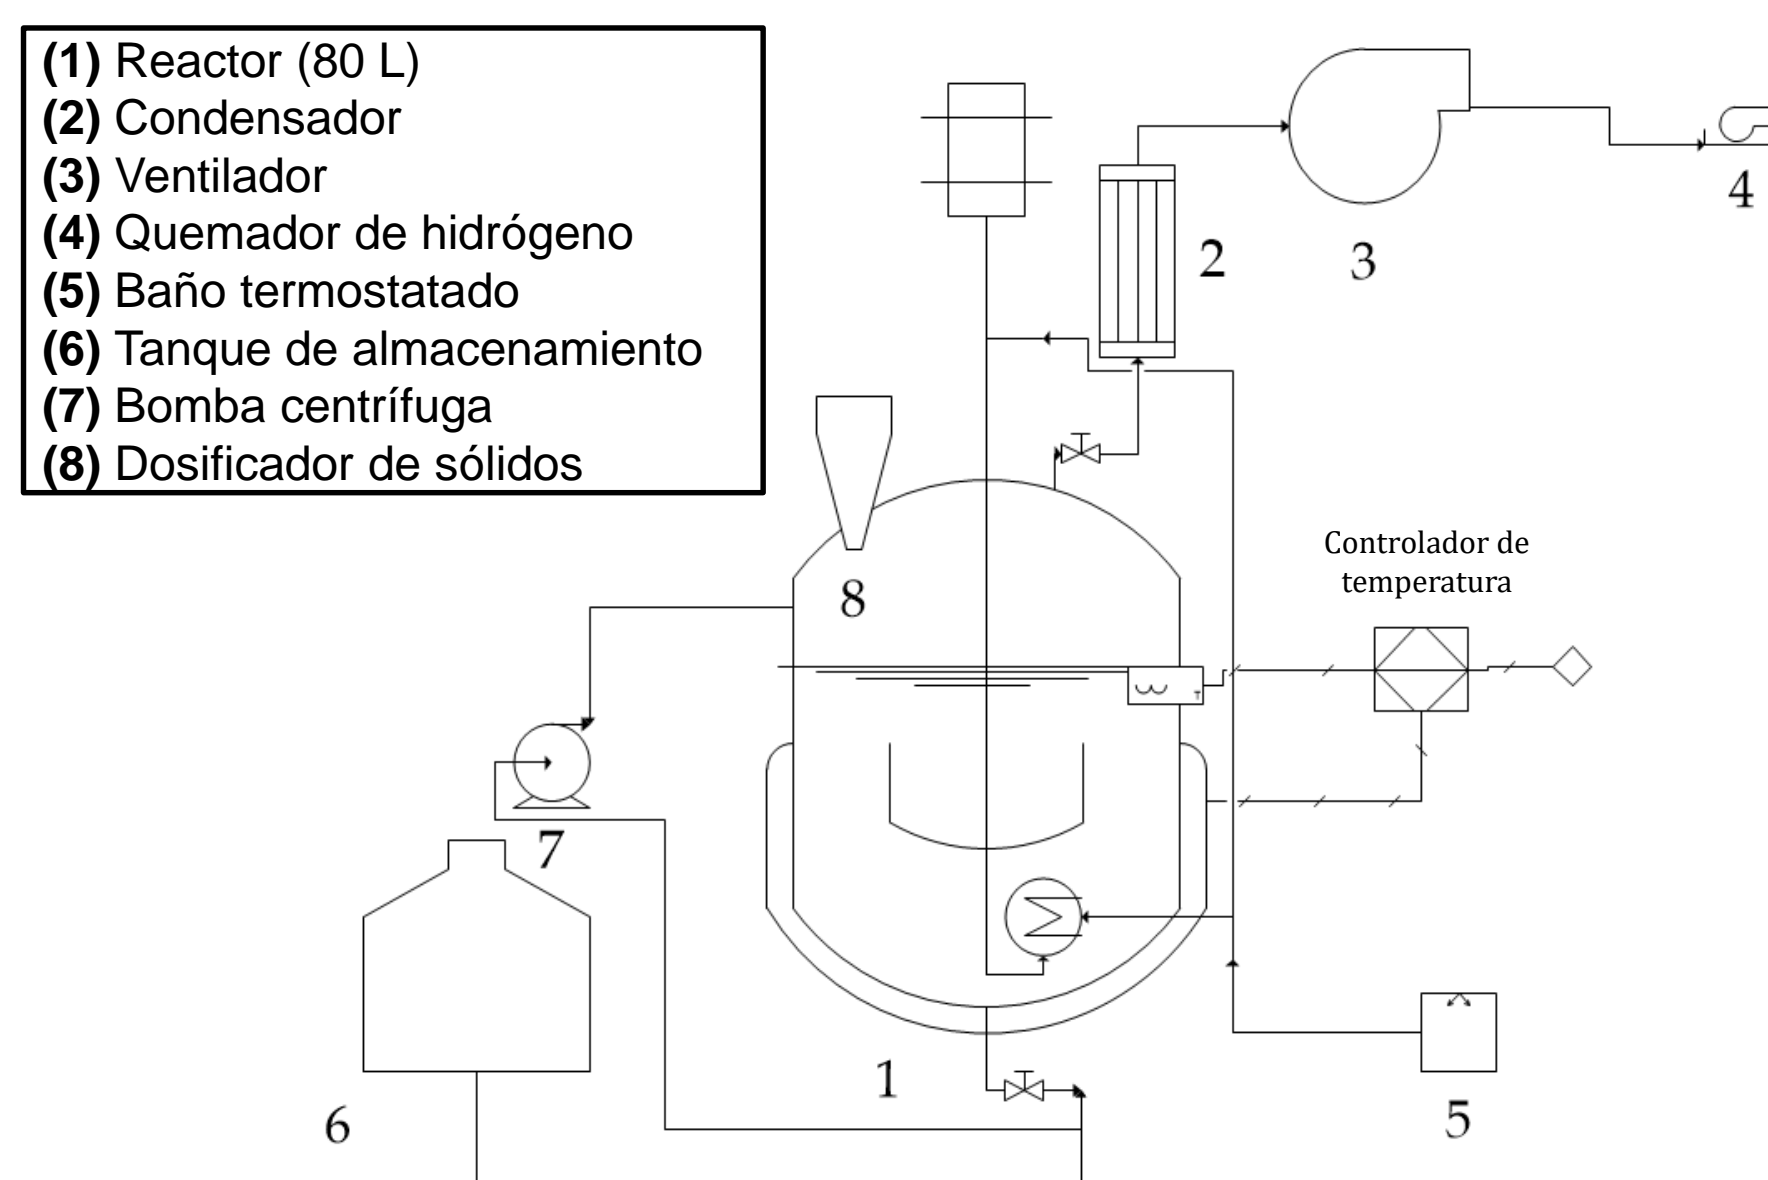 (1) Reactor (80 L)
(2) Condensador
(3) Ventilador
(4) Quemador de hidrógeno
(5) Baño termostatado
(6) Tanque de almacenamiento
(7) Bomba centrífuga
(8) Dosificador de sólidos
4
2
3
Controlador de
temperatura
8
T
7
1
6
5